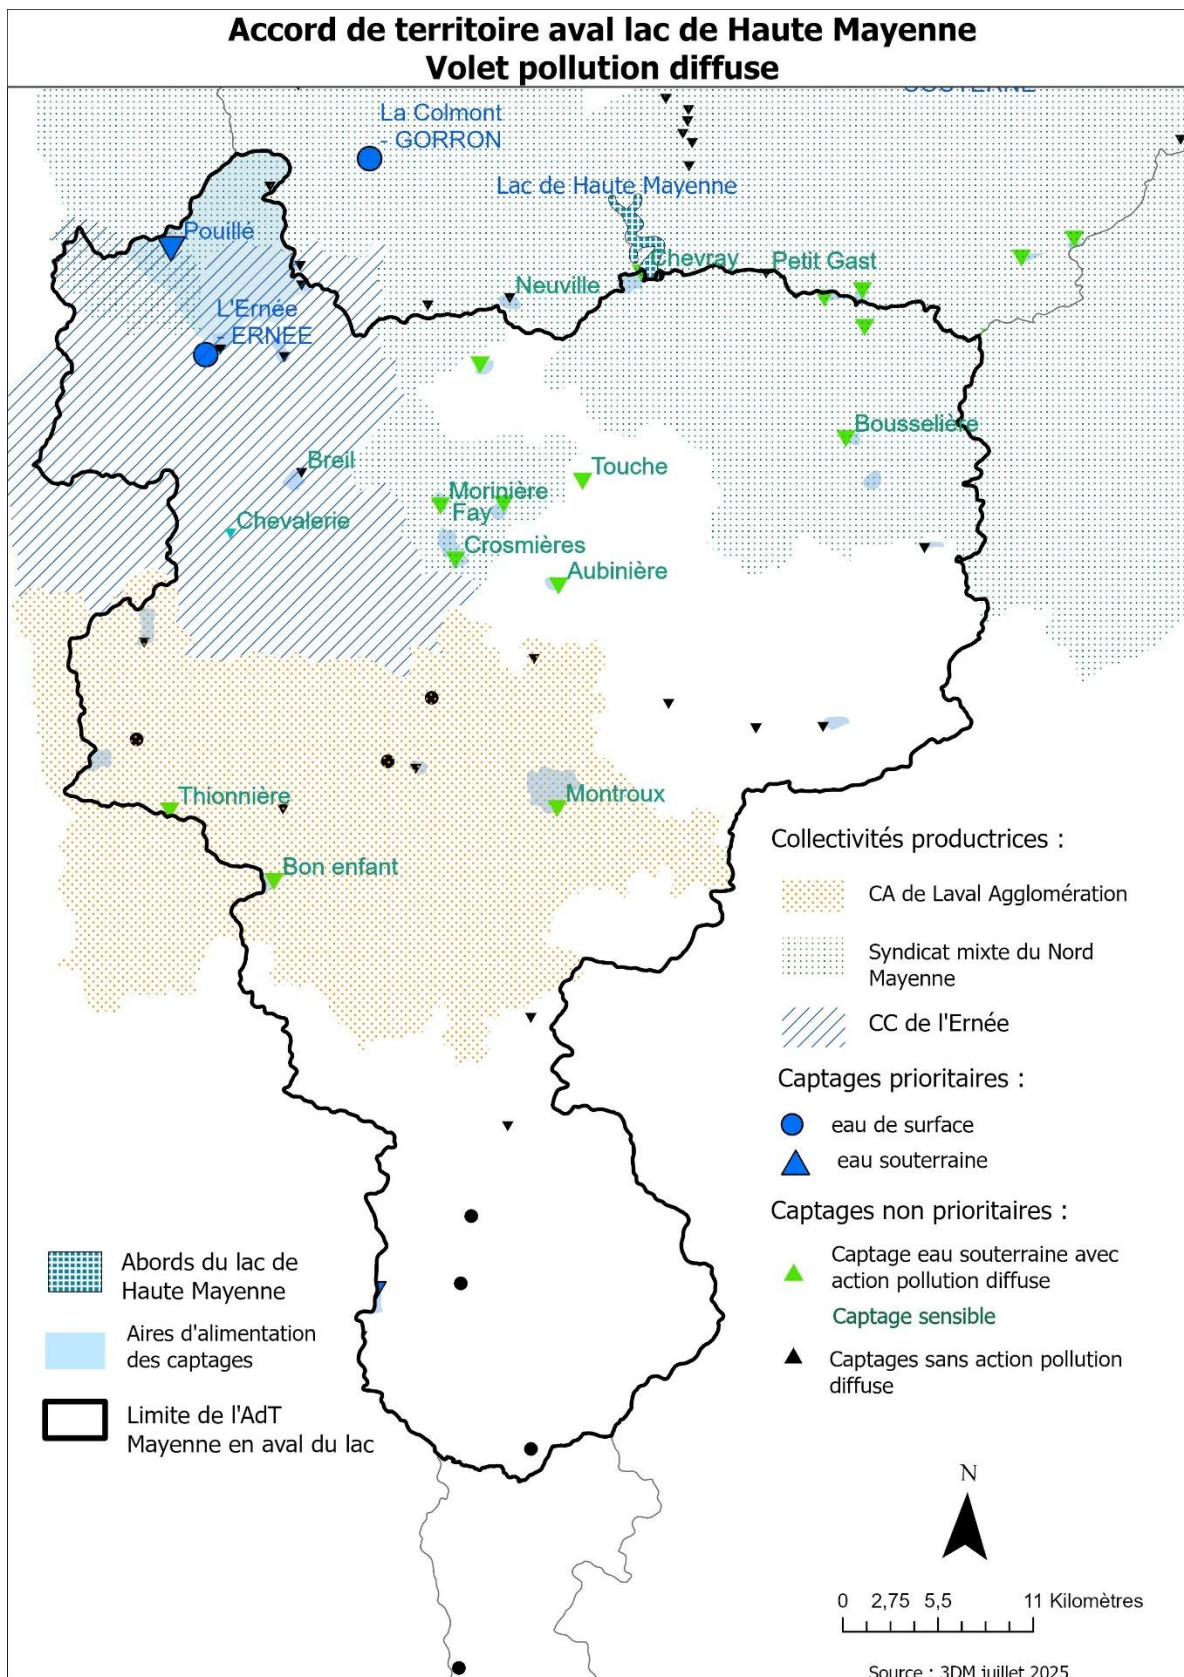 Accord de territoire aval lac de Haute Mayenne
Volet pollution diffuse
La Colmont
- GORRON
Lac de Haute Mayenne
Pouillé
Chevray
Petit Gast
Neuville
L'Ernée
- ERNEE
Bousselière
Breil
Touche
Morinière
Fay
Chevalerie
Crosmières
Aubinière
Thionnière
Montroux
Bon enfant
Collectivités productrices :
CA de Laval Agglomération
Syndicat mixte du Nord
Mayenne
CC de l'Ernée
Captages prioritaires :
eau de surface
eau souterraine
Captages non prioritaires :
Captage eau souterraine avec
action pollution diffuse
Captage sensible
Captages sans action pollution
diffuse
Abords du lac de
Haute Mayenne
Aires d'alimentation
des captages
Limite de l'AdT
Mayenne en aval du lac
N
0 2,75 5,5 11 Kilomètres
Source : 3DM juillet 2025